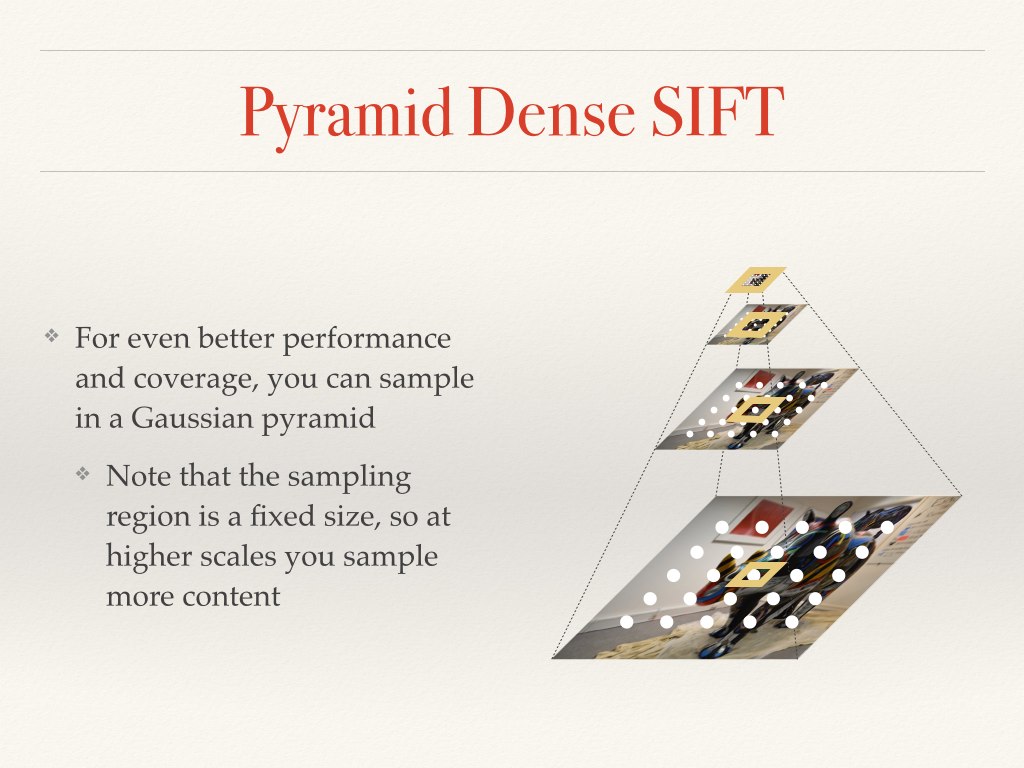 Pyramid Dense SIFT
❖ For even better performance
and coverage, you can sample
in a Gaussian pyramid
❖ Note that the sampling
region is a fixed size, so at
higher scales you sample
more content